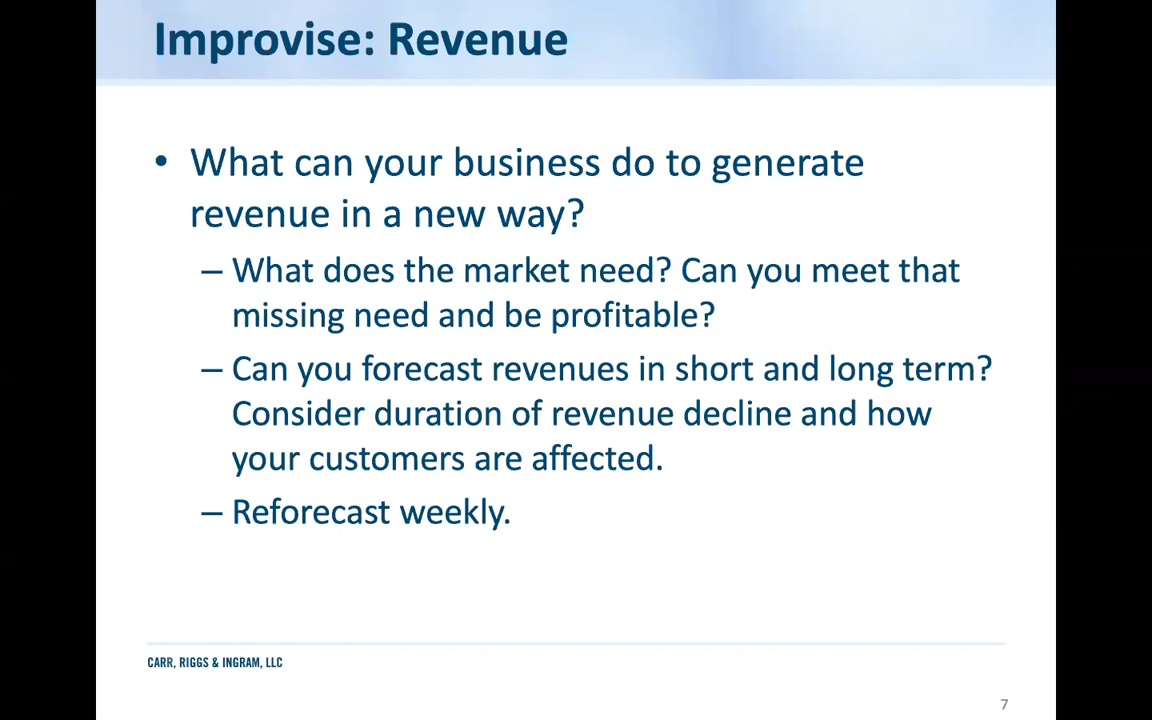 Improvise: Revenue
• What can your business do to generate
revenue in a new way?
– What does the market need? Can you meet that
missing need and be profitable?
– Can you forecast revenues in short and long term?
Consider duration of revenue decline and how
your customers are affected.
– Reforecast weekly.
CARR, RIGGS & INGRAM, LLC
7